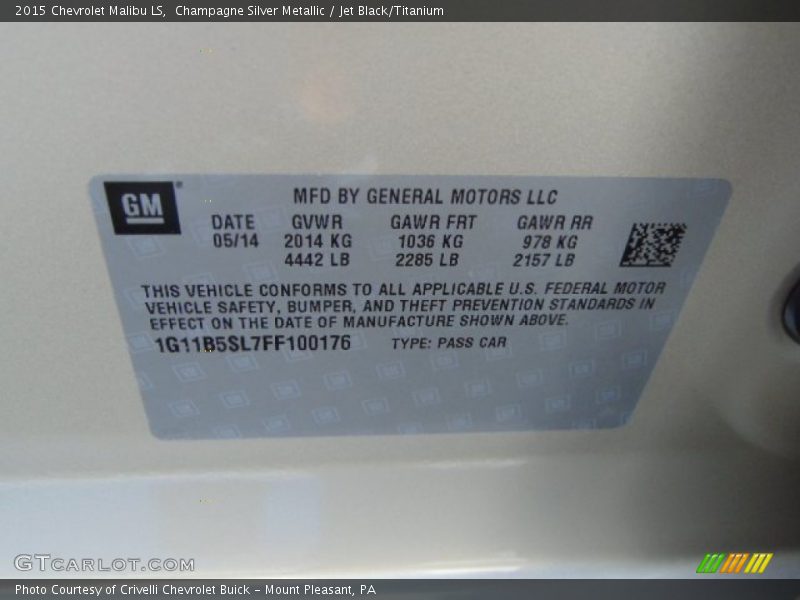 2015 Chevrolet Malibu LS, Champagne Silver Metallic / Jet Black/Titanium
GM
MFD BY GENERAL MOTORS LLC
DATE GVWR GAWR FRT GAWR RR
05/14 2014 KG 1036 KG 978 KG
4442 LB 2285 LB 2157 LB
THIS VEHICLE CONFORMS TO ALL APPLICABLE U.S. FEDERAL MOTOR
VEHICLE SAFETY, BUMPER, AND THEFT PREVENTION STANDARDS IN
EFFECT ON THE DATE OF MANUFACTURE SHOWN ABOVE.
1G11B5SL7FF100176 TYPE: PASS CAR
GTCARLOT.COM
Photo Courtesy of Crivelli Chevrolet Buick - Mount Pleasant, PA